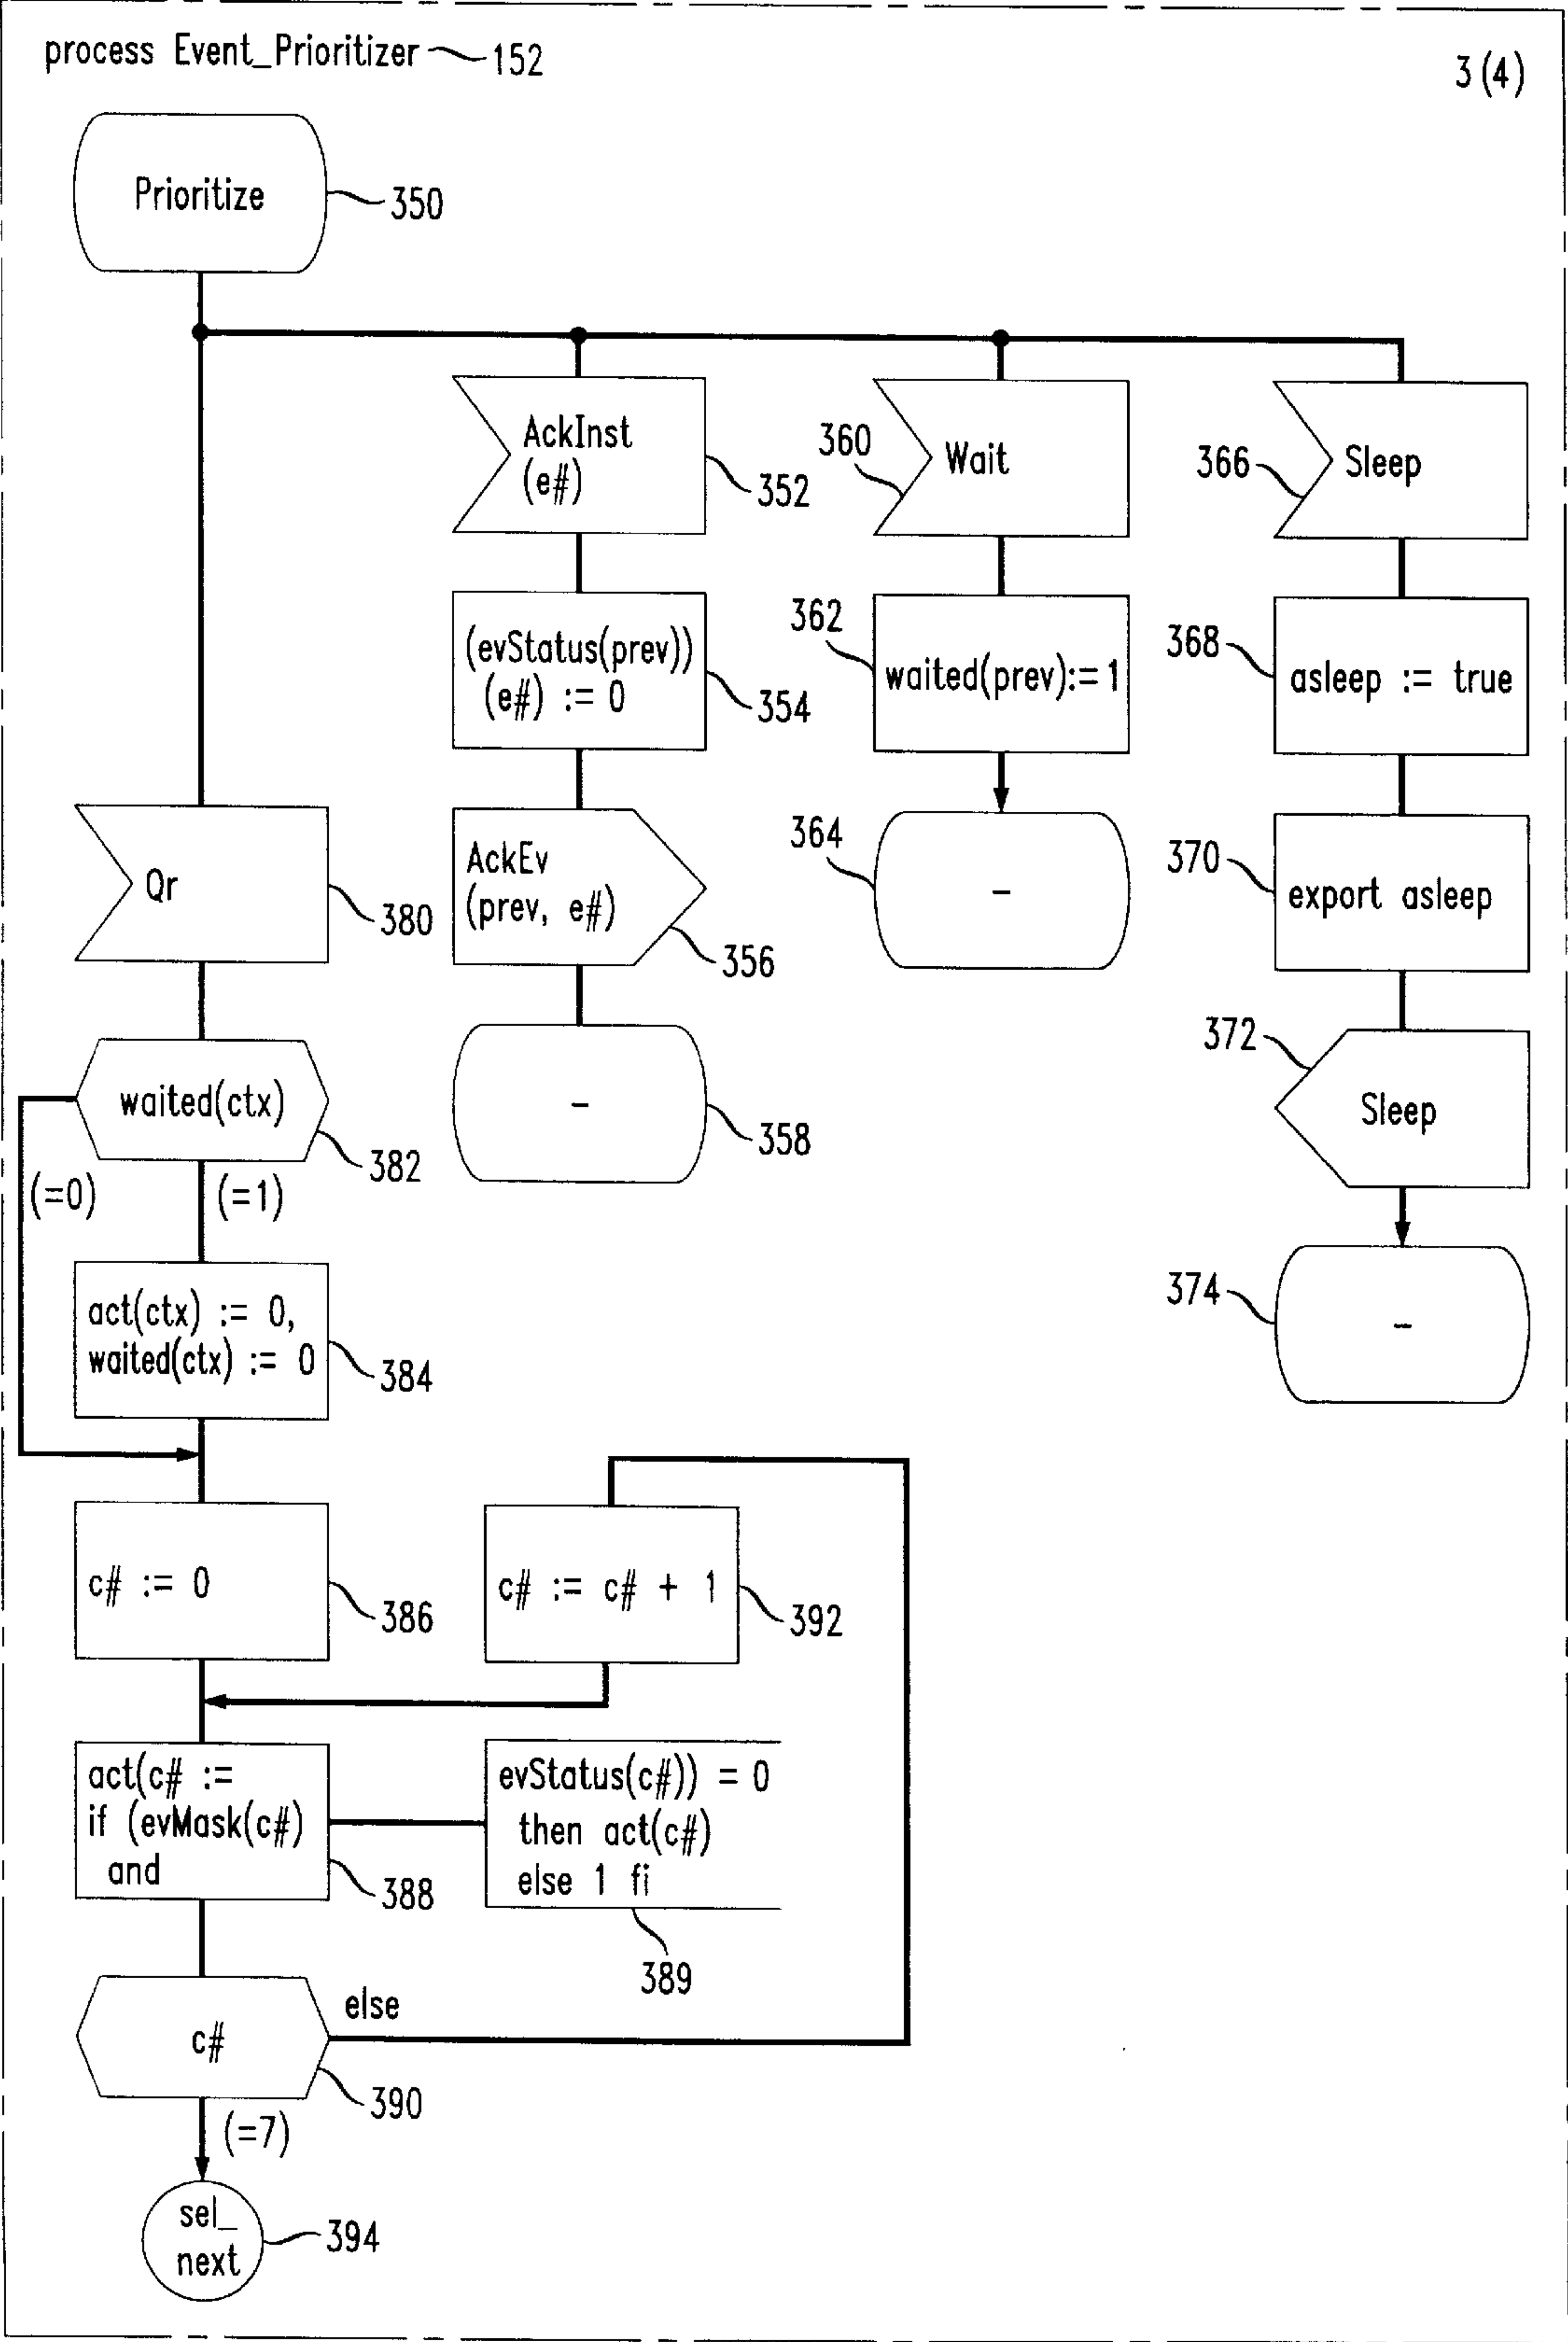 process Event_Prioritizer 152
3(4)
Prioritize
350
AckInst
(e#)
352
360
Wait
366
Sleep
(evStatus(prev))
(e#) := 0
354
362
waited(prev):=1
368
asleep := true
Qr
380
AckEv
(prev, e#)
356
364
–
370
export asleep
waited(ctx)
382
(=0)
(=1)
–
358
372
Sleep
act(ctx) := 0,
waited(ctx) := 0
384
374
–
c# := 0
386
c# := c# + 1
392
act(c# :=
if (evMask(c#)
and
388
evStatus(c#)) = 0
then act(c#)
else 1 fi
389
c#
else
390
(=7)
sel_
next
394